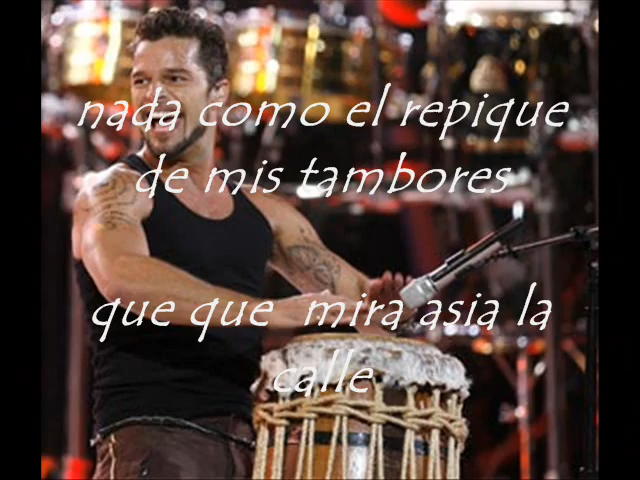 nada como el repique
de mis tambores
que que  mira asia la
calle